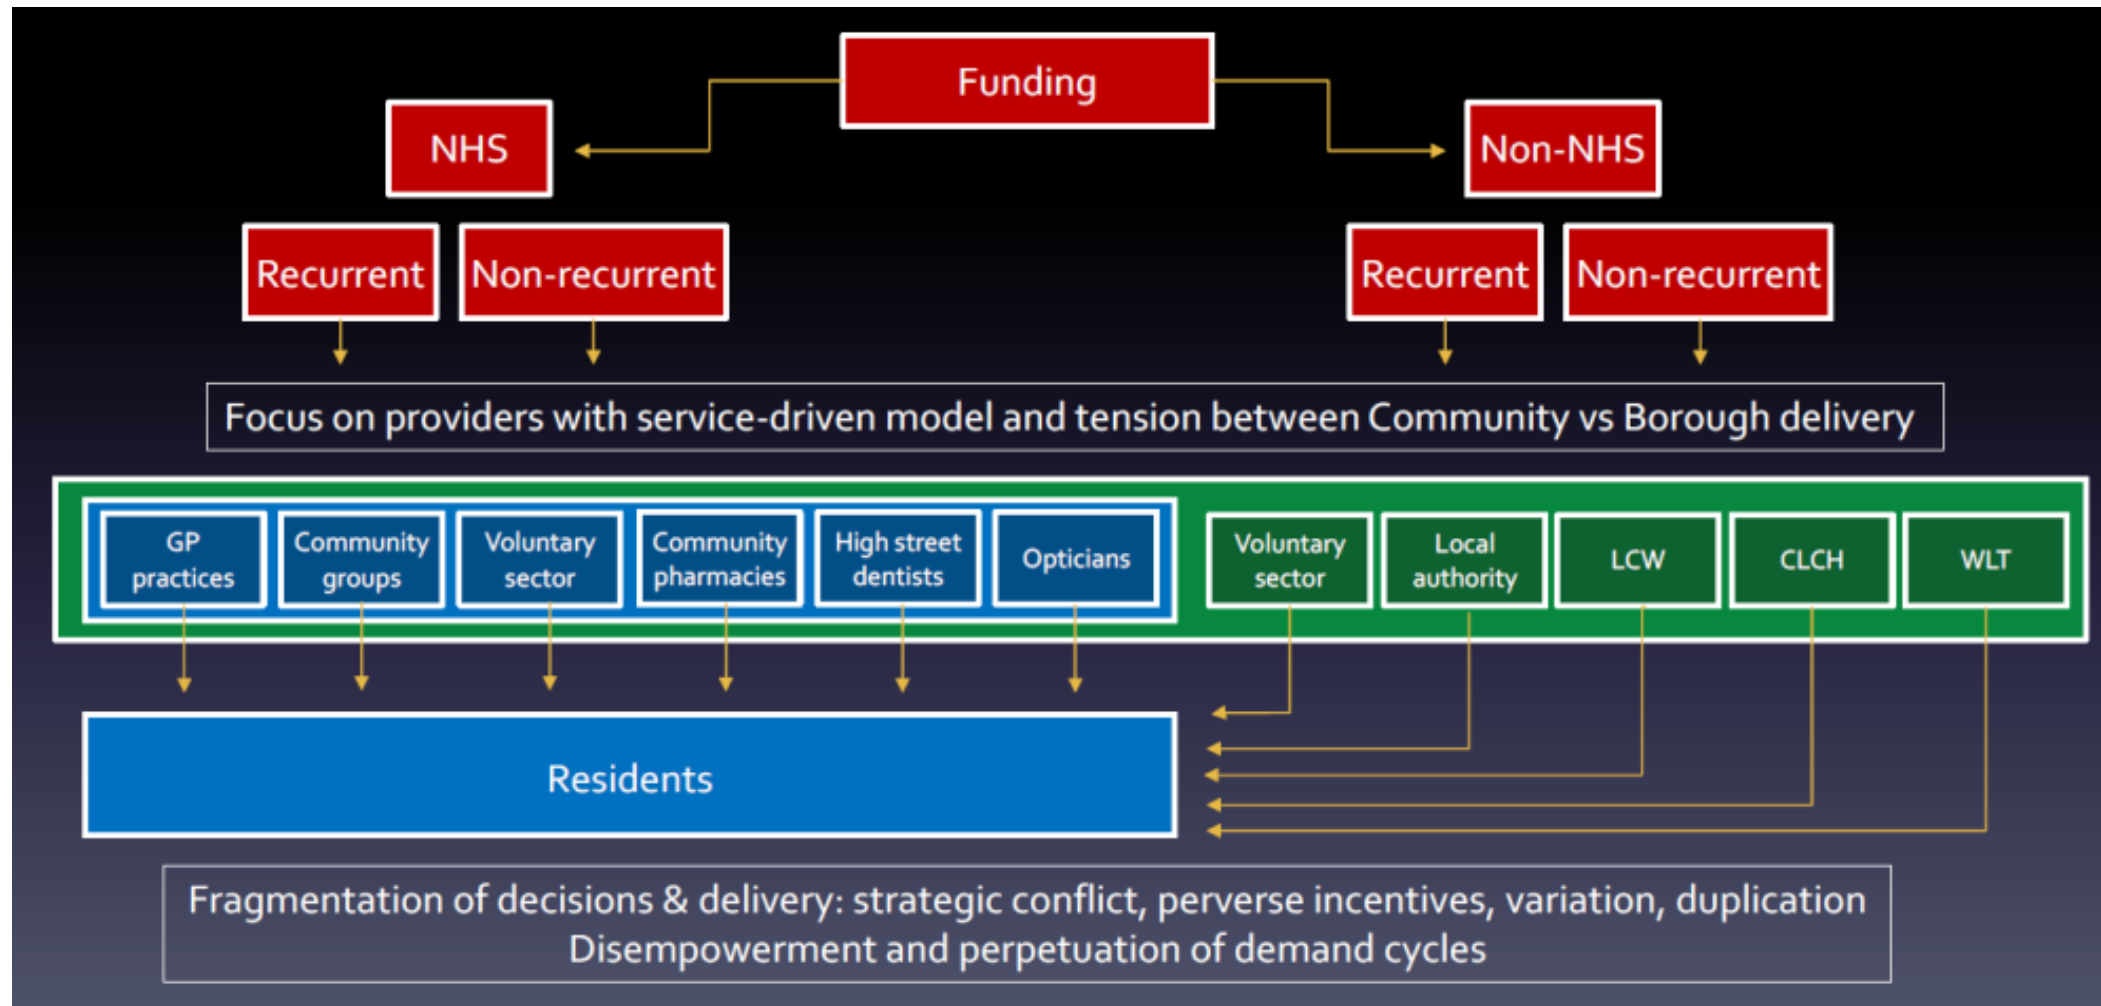 Funding
NHS
Non-NHS
Recurrent
Non-recurrent
Recurrent
Non-recurrent
Focus on providers with service-driven model and tension between Community vs Borough delivery
GP
practices
Community
groups
Voluntary
sector
Community
pharmacies
High street
dentists
Opticians
Voluntary
sector
Local
authority
LCW
CLCH
WLT
Residents
Fragmentation of decisions & delivery: strategic conflict, perverse incentives, variation, duplication
Disempowerment and perpetuation of demand cycles